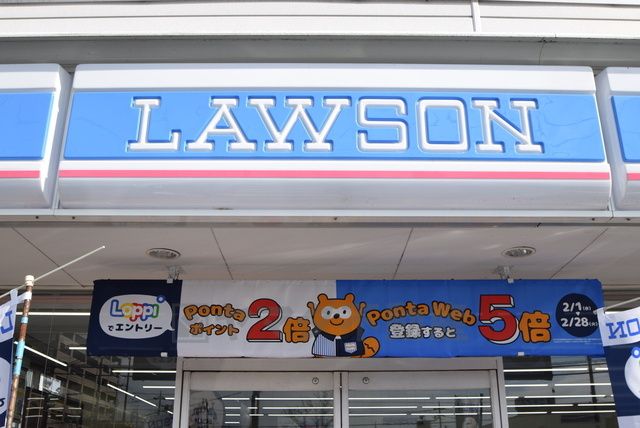 LAWSON
Loppi
でエントリー
Ponta
ポイント
2倍
Ponta Web
登録すると
5倍
2/1
2/28